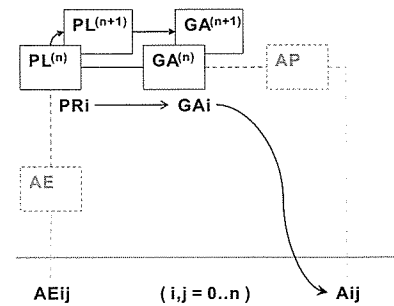 PL(n+1) GA(n+1)
PL(n) GA(n) AP
PRi GAi
AE
AEij ( i,j = 0..n ) Aij